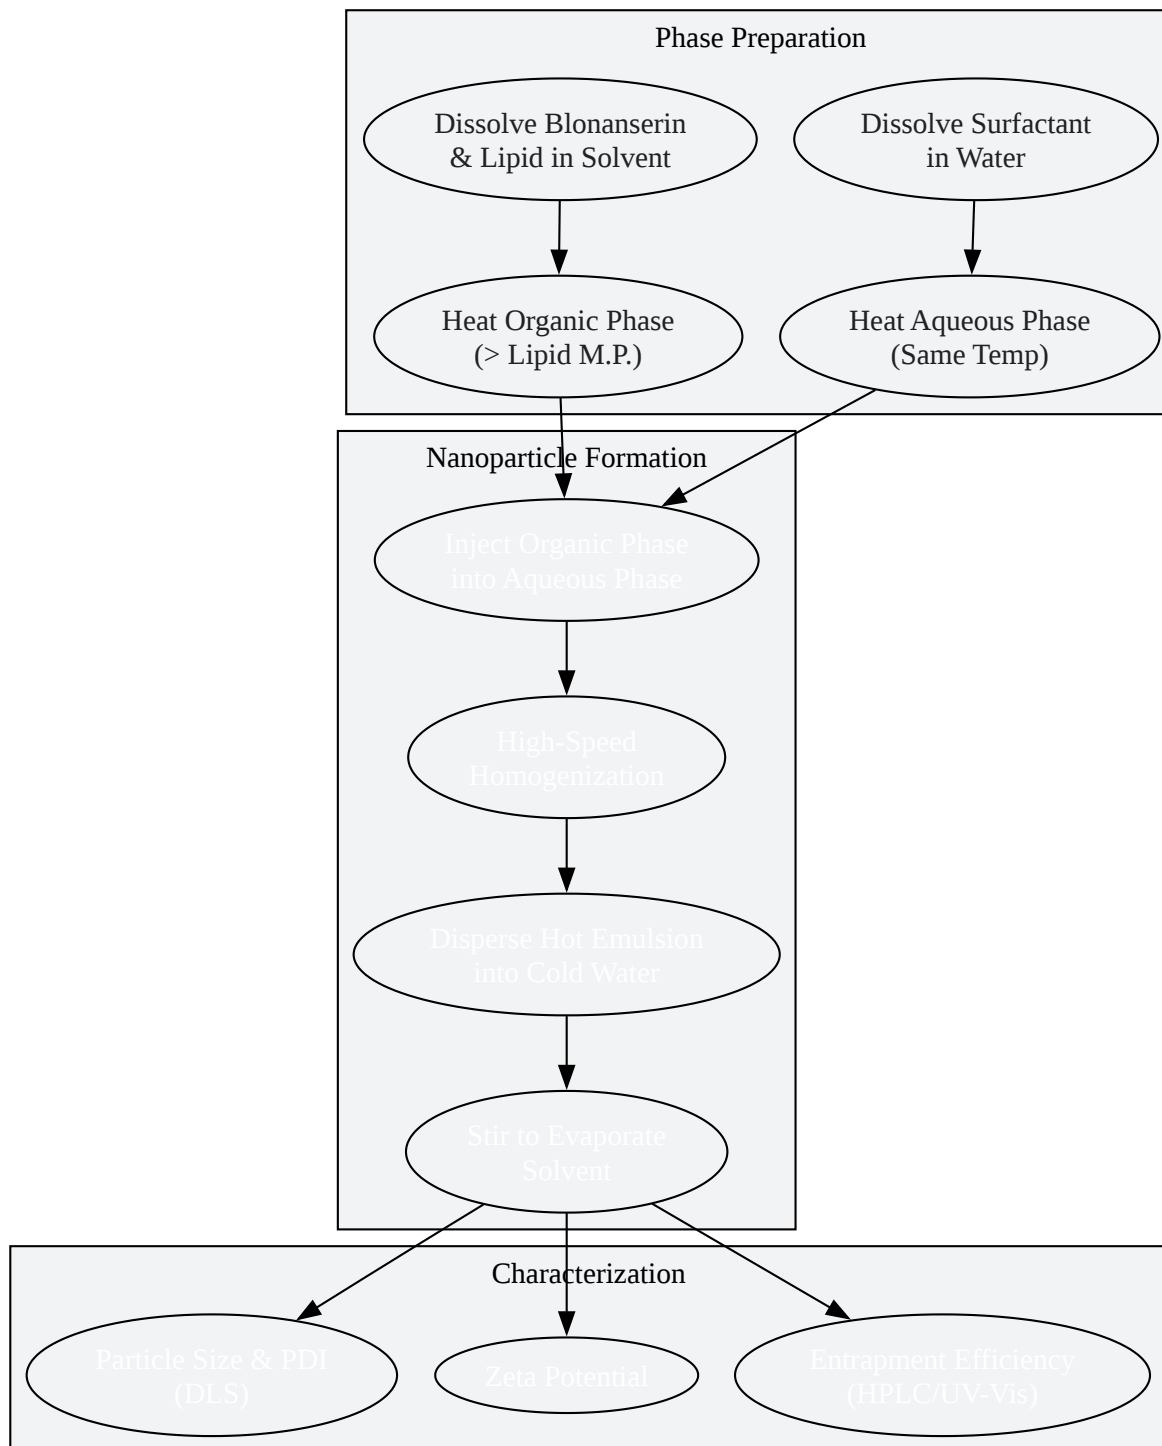 Phase Preparation
Dissolve Blonanserin
& Lipid in Solvent
Dissolve Surfactant
in Water
Heat Organic Phase
(> Lipid M.P.)
Heat Aqueous Phase
(Same Temp)
Nanoparticle Formation
Inject Organic Phase
into Aqueous Phase
High-Speed
Homogenization
Disperse Hot Emulsion
into Cold Water
Stir to Evaporate
Solvent
Characterization
Particle Size & PDI
(DLS)
Zeta Potential
Entrapment Efficiency
(HPLC/UV-Vis)